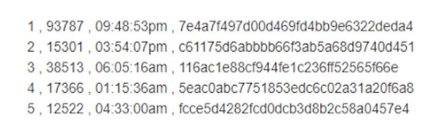 1 , 93787 , 09:48:53pm , 7e4a7f497d00d469fd4bb9e6322deda4
2 , 15301 , 03:54:07pm , c61175d6abbbb66f3ab5a68d9740d451
3 , 38513 , 06:05:16am , 116ac1e88cf944fe1c236ff52565f66e
4 , 17366 , 01:15:36am , 5eac0abc7751853edc6c02a31a20f6a8
5 , 12522 , 04:33:00am , fcce5d4282fcd0dcb3d8b2c58a0457e4